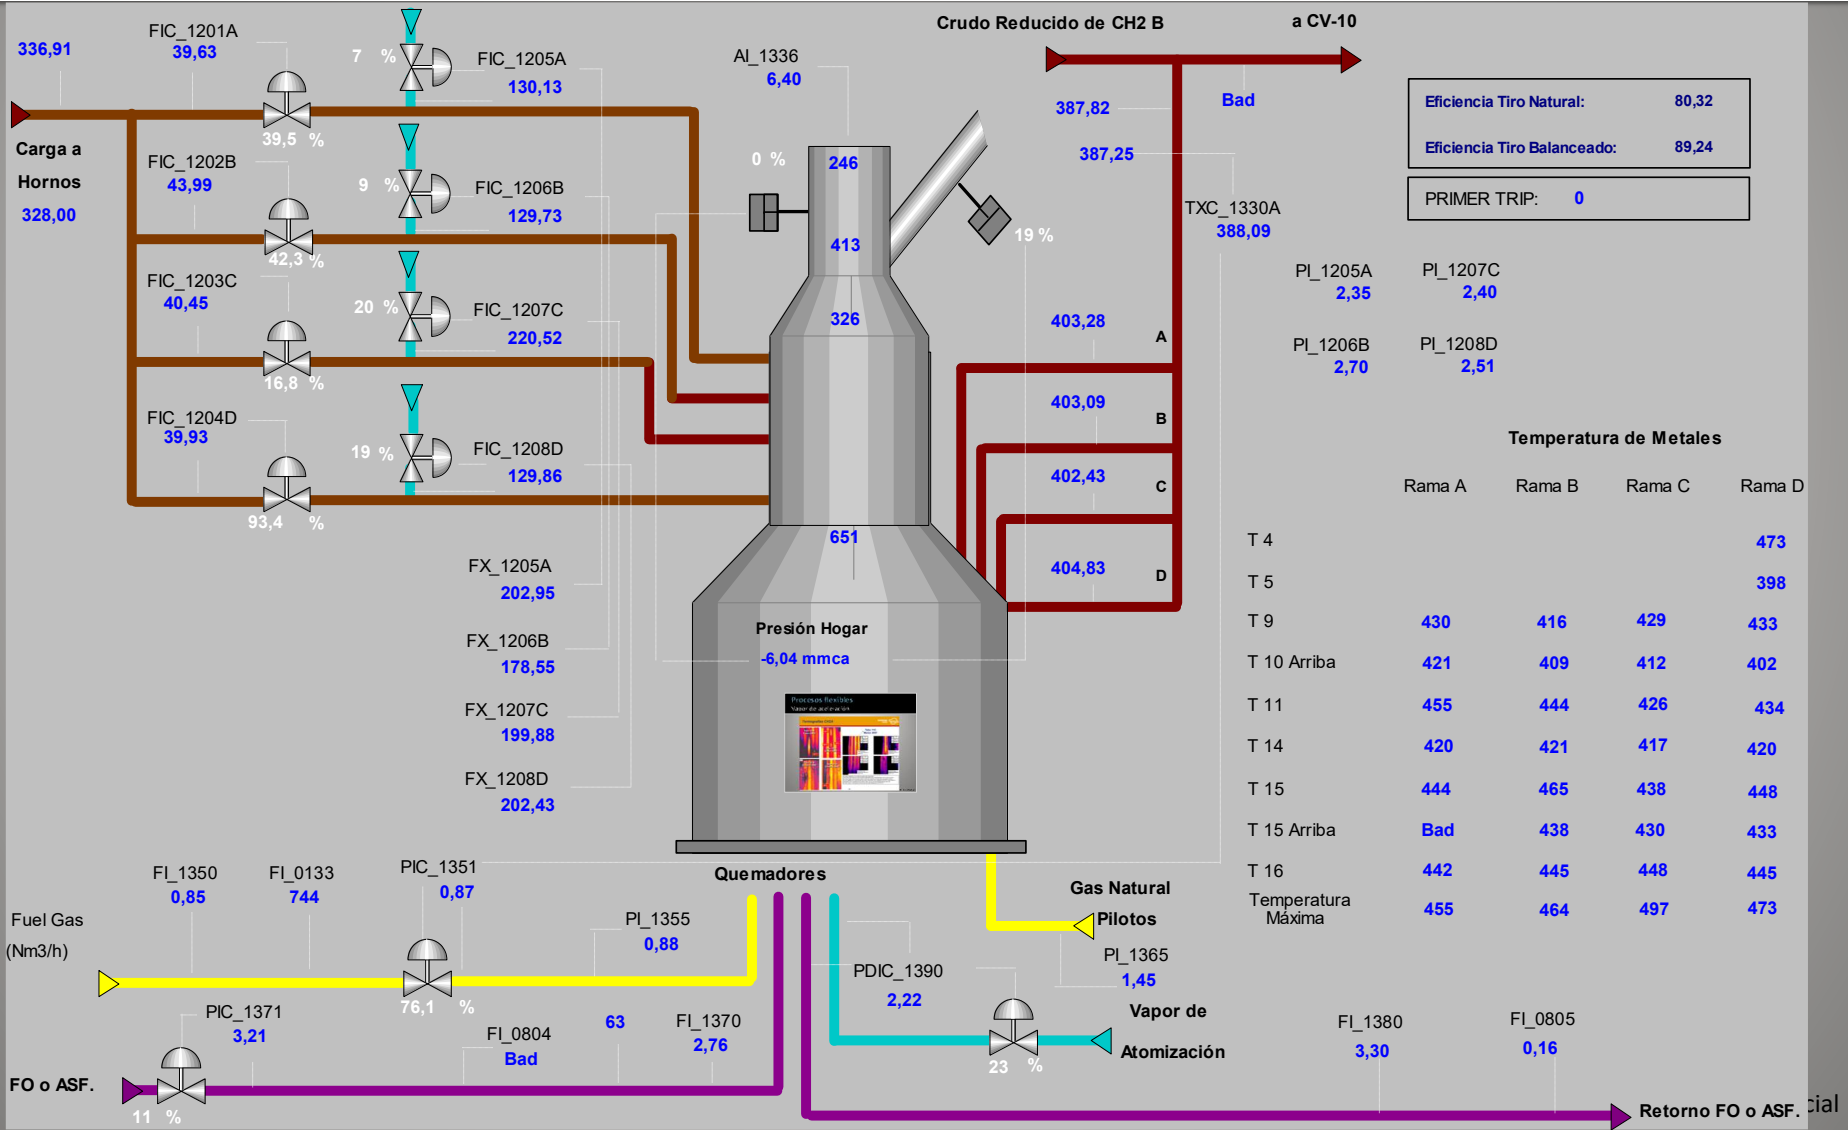 Crudo Reducido de CH2 B
a CV-10
336,91
FIC_1201A
39,63
7 %
FIC_1205A
130,13
AI_1336
6,40
387,82
Bad
Eficiencia Tiro Natural: 80,32
Eficiencia Tiro Balanceado: 89,24
39,5 %
Carga a
Hornos
328,00
FIC_1202B
43,99
9 %
FIC_1206B
129,73
0 %
246
387,25
PRIMER TRIP: 0
TXC_1330A
388,09
413
19 %
42,3 %
FIC_1203C
40,45
20 %
FIC_1207C
220,52
326
403,28
A
PI_1205A
2,35
PI_1207C
2,40
PI_1206B
2,70
PI_1208D
2,51
16,8 %
FIC_1204D
39,93
19 %
FIC_1208D
129,86
403,09
B
402,43
C
93,4 %
651
404,83
D
Temperatura de Metales
Rama A Rama B Rama C Rama D
T 4 473
T 5 398
T 9 430 416 429 433
T 10 Arriba 421 409 412 402
T 11 455 444 426 434
T 14 420 421 417 420
T 15 444 465 438 448
T 15 Arriba Bad 438 430 433
T 16 442 445 448 445
Temperatura
Máxima 455 464 497 473
FX_1205A
202,95
FX_1206B
178,55
FX_1207C
199,88
FX_1208D
202,43
Presión Hogar
-6,04 mmca
Procesos flexibles
Vapor de aceleración
Quemadores
Gas Natural
Pilotos
PI_1365
1,45
FI_1350
0,85
FI_0133
744
PIC_1351
0,87
PI_1355
0,88
Fuel Gas
(Nm3/h)
76,1 %
PDIC_1390
2,22
Vapor de
Atomización
23 %
PIC_1371
3,21
FI_0804
Bad
63
FI_1370
2,76
FI_1380
3,30
FI_0805
0,16
FO o ASF.
11 %
Retorno FO o ASF.
cial